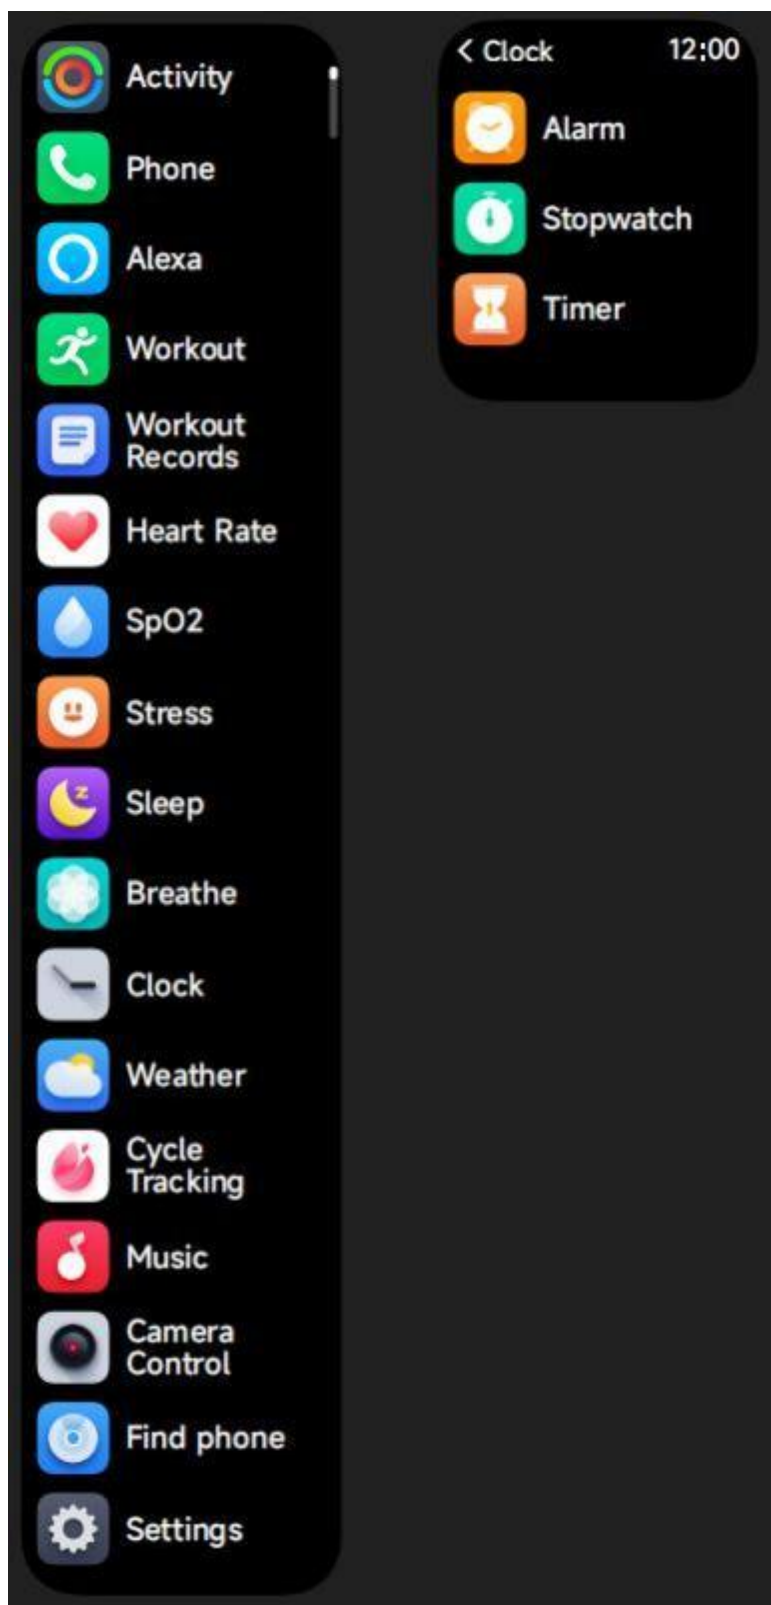 Activity
Phone
Alexa
Workout
Workout
Records
Heart Rate
SpO2
Stress
Sleep
Breathe
Clock
Weather
Cycle
Tracking
Music
Camera
Control
Find phone
Settings
< Clock 12:00
Alarm
Stopwatch
Timer